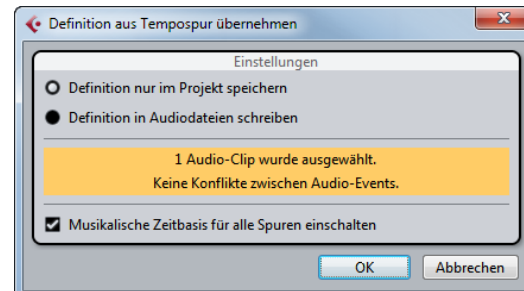 Definition aus Tempospur übernehmen
Einstellungen
Definition nur im Projekt speichern
Definition in Audiodateien schreiben
1 Audio-Clip wurde ausgewählt.
Keine Konflikte zwischen Audio-Events.
Musikalische Zeitbasis für alle Spuren einschalten
OK Abbrechen